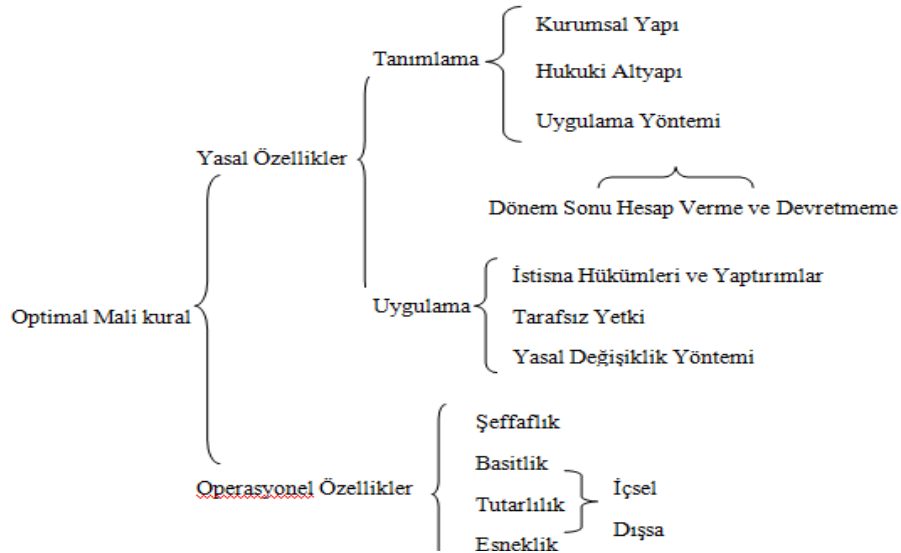 Kurumsal Yapı
Tanımlama
Hukuki Altyapı
Uygulama Yöntemi
Yasal Özellikler
Dönem Sonu Hesap Verme ve Devretmeme
İstisna Hükümleri ve Yaptırımlar
Uygulama
Optimal Mali kural
Tarafsız Yetki
Yasal Değişiklik Yöntemi
Şeffaflık
Basitlik
Operasyonel Özellikler
İçsel
Tutarlılık
Dışsa
Esneklik